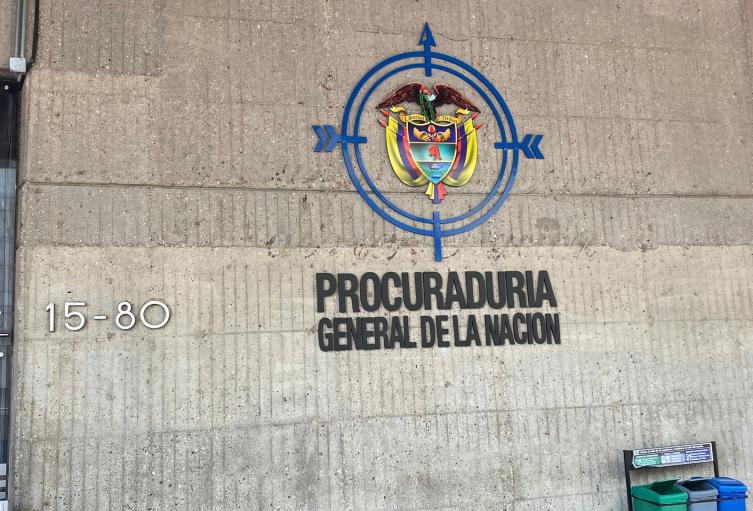 PROCURADURIA
GENERAL DE LA NACION
15-80